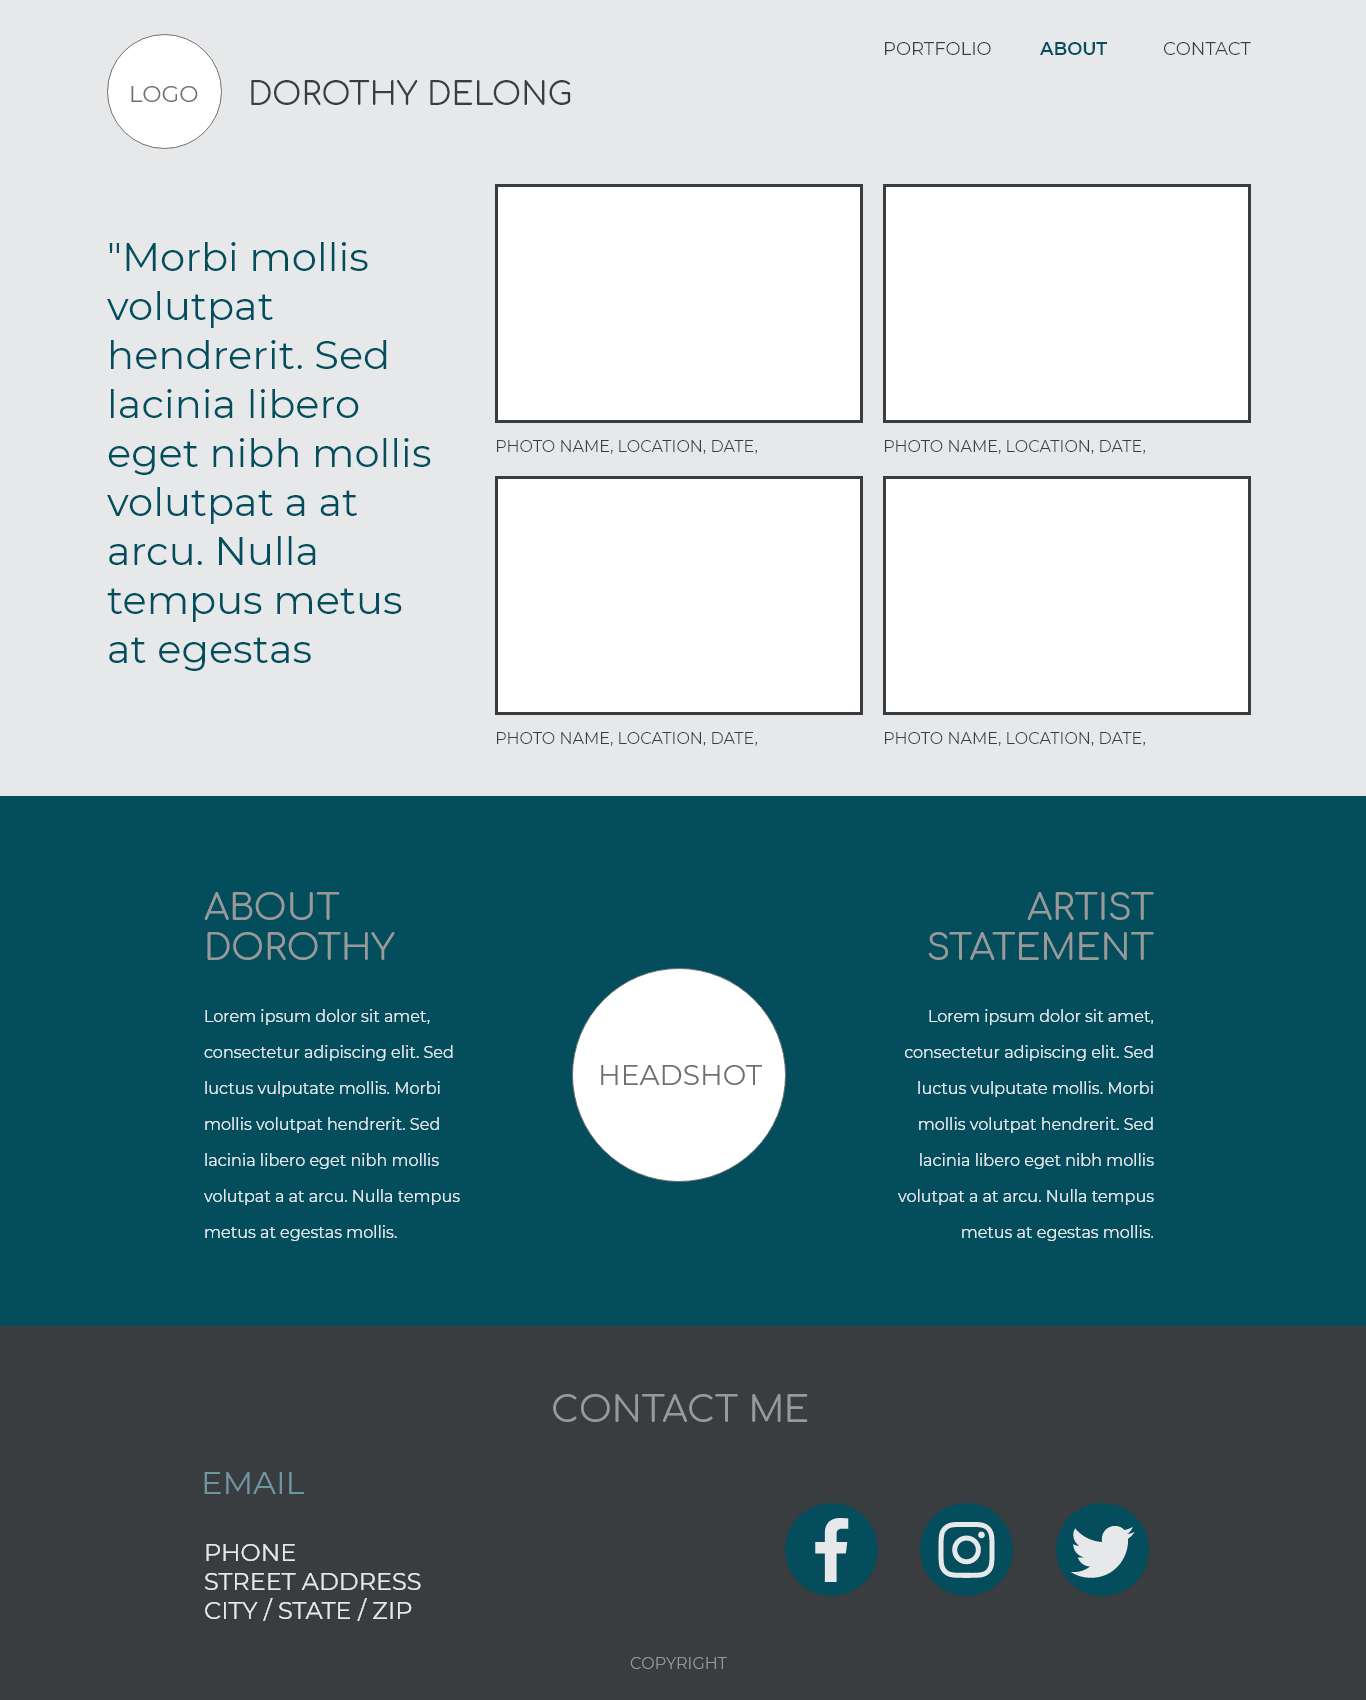 LOGO
DOROTHY DELONG
PORTFOLIO
ABOUT
CONTACT
"Morbi mollis
volutpat
hendrerit. Sed
lacinia libero
eget nibh mollis
volutpat a at
arcu. Nulla
tempus metus
at egestas
PHOTO NAME, LOCATION, DATE,
PHOTO NAME, LOCATION, DATE,
PHOTO NAME, LOCATION, DATE,
PHOTO NAME, LOCATION, DATE,
ABOUT
DOROTHY
Lorem ipsum dolor sit amet,
consectetur adipiscing elit. Sed
luctus vulputate mollis. Morbi
mollis volutpat hendrerit. Sed
lacinia libero eget nibh mollis
volutpat a at arcu. Nulla tempus
metus at egestas mollis.
HEADSHOT
ARTIST
STATEMENT
Lorem ipsum dolor sit amet,
consectetur adipiscing elit. Sed
luctus vulputate mollis. Morbi
mollis volutpat hendrerit. Sed
lacinia libero eget nibh mollis
volutpat a at arcu. Nulla tempus
metus at egestas mollis.
CONTACT ME
EMAIL
PHONE
STREET ADDRESS
CITY / STATE / ZIP
COPYRIGHT